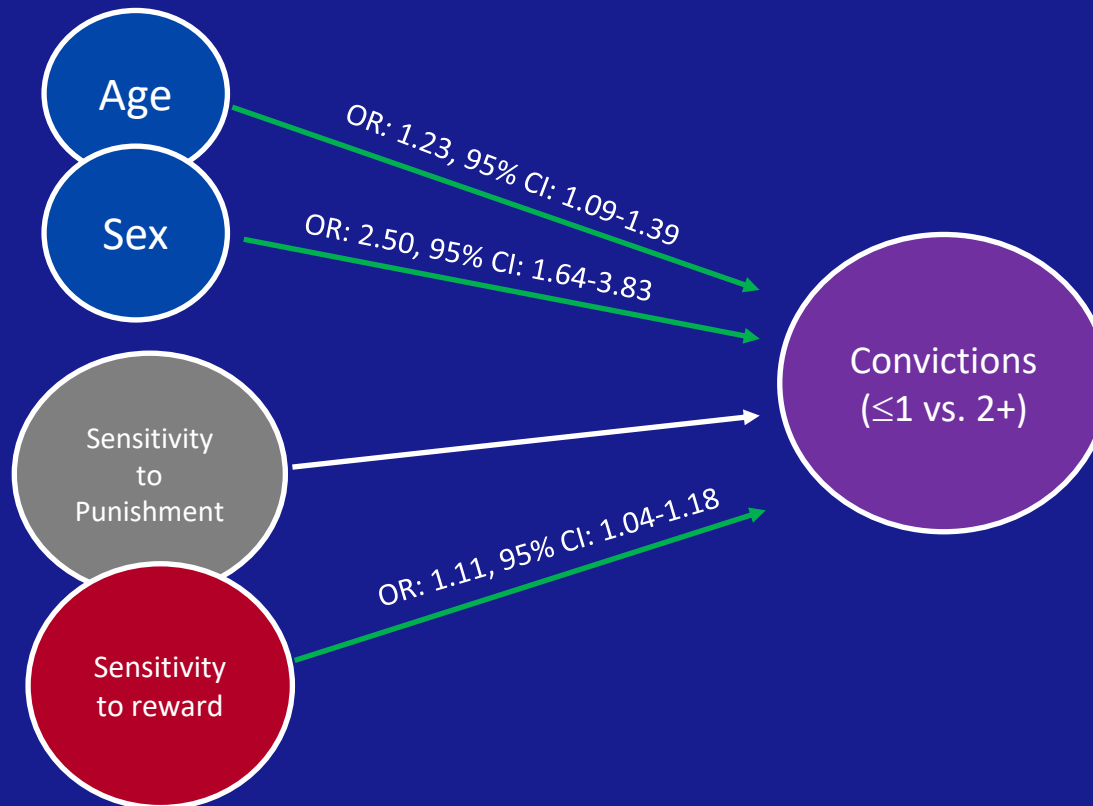 Age
OR: 1.23, 95% CI: 1.09-1.39
Sex
OR: 2.50, 95% CI: 1.64-3.83
Convictions
(≤1 vs. 2+)
Sensitivity
to
Punishment
OR: 1.11, 95% CI: 1.04-1.18
Sensitivity
to reward